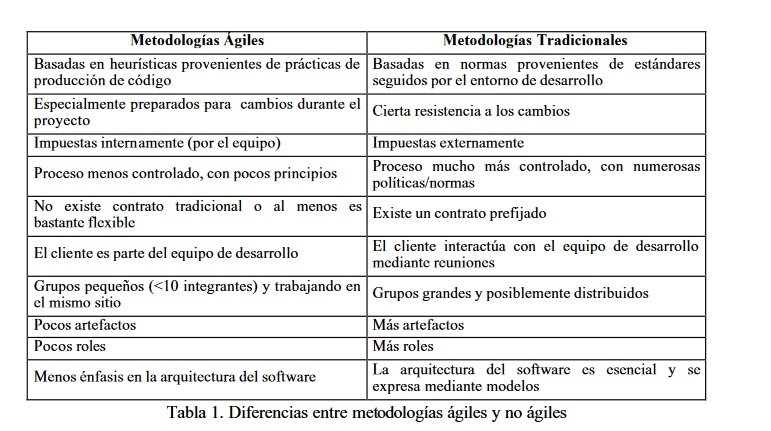 Metodologías Ágiles
Metodologías Tradicionales
Basadas en heurísticas provenientes de prácticas de
producción de código
Basadas en normas provenientes de estándares
seguidos por el entorno de desarrollo
Especialmente preparados para cambios durante el
proyecto
Cierta resistencia a los cambios
Impuestas internamente (por el equipo)
Impuestas externamente
Proceso menos controlado, con pocos principios
Proceso mucho más controlado, con numerosas
políticas/normas
No existe contrato tradicional o al menos es
bastante flexible
Existe un contrato prefijado
El cliente es parte del equipo de desarrollo
El cliente interactúa con el equipo de desarrollo
mediante reuniones
Grupos pequeños (<10 integrantes) y trabajando en
el mismo sitio
Grupos grandes y posiblemente distribuidos
Pocos artefactos
Más artefactos
Pocos roles
Más roles
Menos énfasis en la arquitectura del software
La arquitectura del software es esencial y se
expresa mediante modelos
Tabla 1. Diferencias entre metodologías ágiles y no ágiles